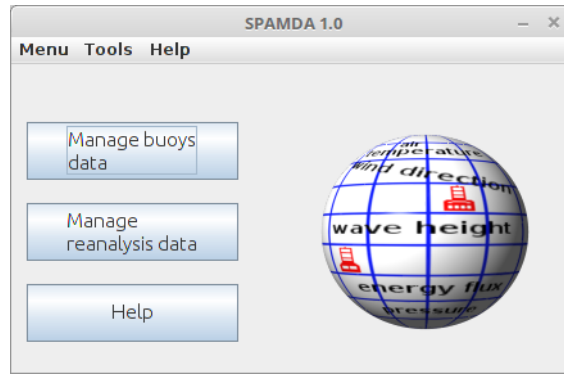 SPAMDA 1.0
Menu Tools Help
Manage buoys
data
Manage
reanalysis data
Help
air
temperature
wind direction
wave height
energy flux
pressure